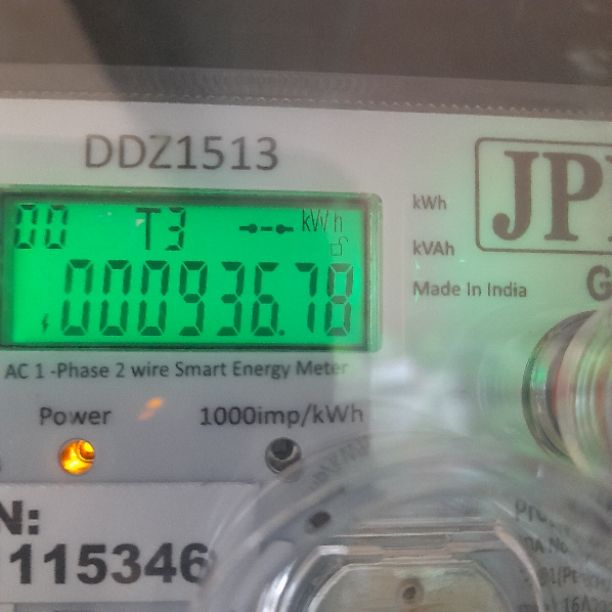 DDZ1513
00 T3 kWh
000936.78
kWh
kVAh
Made In India
JP
G
AC 1 -Phase 2 wire Smart Energy Meter
Power 1000imp/kWh
N:
115346